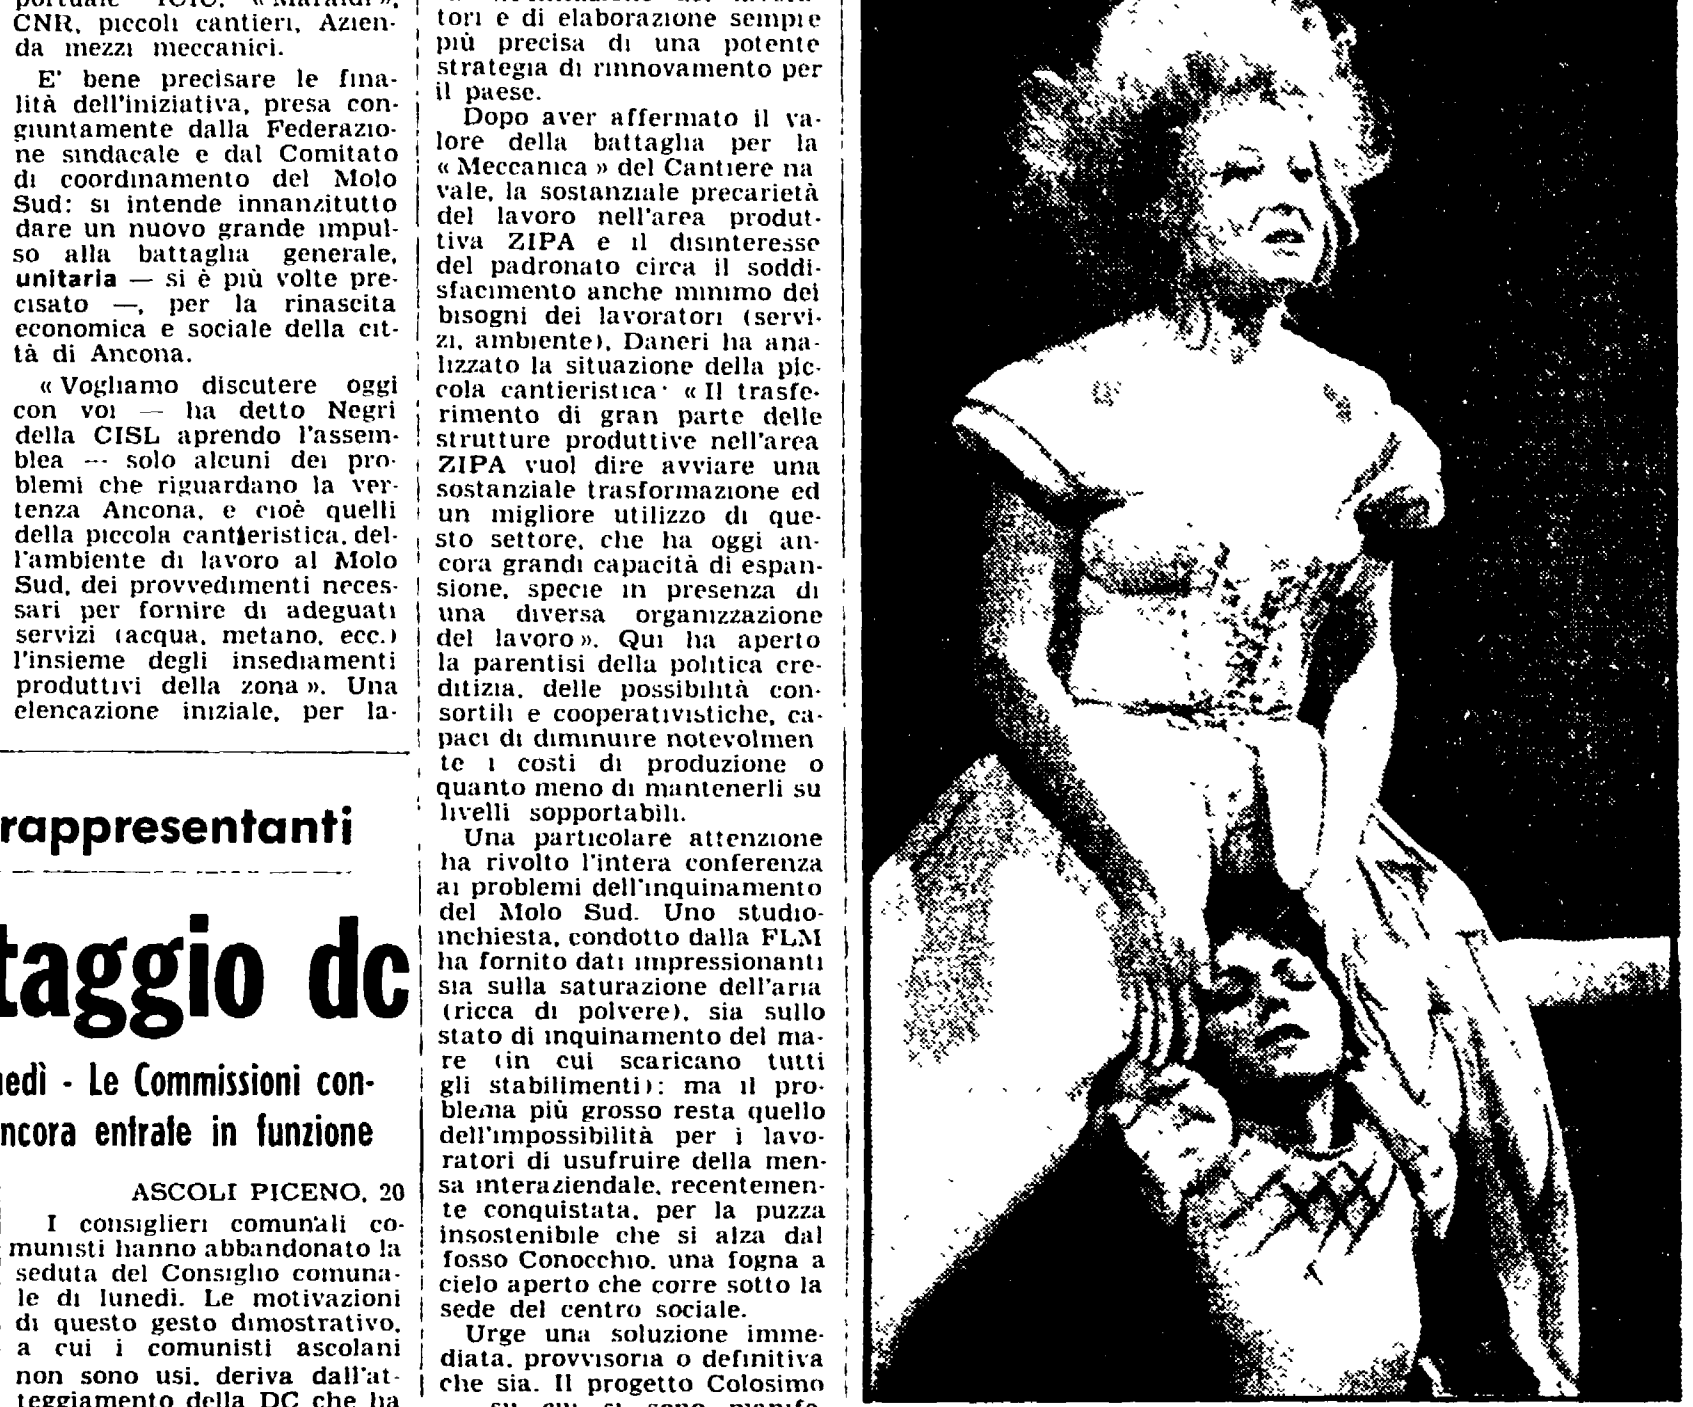 CNR, piccoli cantieri, Azien-
da mezzi meccanici.
E' bene precisare le fina-
lità dell'iniziativa, presa con-
giuntamente dalla Federazio-
ne sindacale e dal Comitato
di coordinamento del Molo
Sud: si intende innanzitutto
dare un nuovo grande impul-
so alla battaglia generale,
unitaria — si è più volte pre-
cisato —, per la rinascita
economica e sociale della cit-
tà di Ancona.
« Vogliamo discutere oggi
con voi — ha detto Negri
della CISL aprendo l'assem-
blea — solo alcuni dei pro-
blemi che riguardano la ver-
tenza Ancona, e cioè quelli
della piccola cantieristica, del-
l'ambiente di lavoro al Molo
Sud, dei provvedimenti neces-
sari per fornire di adeguati
servizi (acqua, metano, ecc.)
l'insieme degli insediamenti
produttivi della zona ». Una
elencazione iniziale, per la-
rappresentanti
taggio dc
nedì - Le Commissioni con-
ncora entrate in funzione
ASCOLI PICENO, 20
I consiglieri comunali co-
munisti hanno abbandonato la
seduta del Consiglio comuna-
le di lunedì. Le motivazioni
di questo gesto dimostrativo,
a cui i comunisti ascolani
non sono usi, deriva dall'at-
teggiamento della DC che ha
tori e di elaborazione sempre
più precisa di una potente
strategia di rinnovamento per
il paese.
Dopo aver affermato il va-
lore della battaglia per la
« Meccanica » del Cantiere na
vale, la sostanziale precarietà
del lavoro nell'area produt-
tiva ZIPA e il disinteresse
del padronato circa il soddi-
sfacimento anche minimo dei
bisogni dei lavoratori (servi-
zi, ambiente), Daneri ha ana-
lizzato la situazione della pic-
cola cantieristica: « Il trasfe-
rimento di gran parte delle
strutture produttive nell'area
ZIPA vuol dire avviare una
sostanziale trasformazione ed
un migliore utilizzo di que-
sto settore, che ha oggi an-
cora grandi capacità di espan-
sione, specie in presenza di
una diversa organizzazione
del lavoro ». Qui ha aperto
la parentisi della politica cre-
ditizia, delle possibilità con-
sortili e cooperativistiche, ca-
paci di diminuire notevolmen
te i costi di produzione o
quanto meno di mantenerli su
livelli sopportabili.
Una particolare attenzione
ha rivolto l'intera conferenza
ai problemi dell'inquinamento
del Molo Sud. Uno studio-
inchiesta, condotto dalla FLM
ha fornito dati impressionanti
sia sulla saturazione dell'aria
(ricca di polvere), sia sullo
stato di inquinamento del ma-
re (in cui scaricano tutti
gli stabilimenti): ma il pro-
blema più grosso resta quello
dell'impossibilità per i lavo-
ratori di usufruire della men-
sa interaziendale, recentemen-
te conquistata, per la puzza
insostenibile che si alza dal
fosso Conocchio, una fogna a
cielo aperto che corre sotto la
sede del centro sociale.
Urge una soluzione imme-
diata, provvisoria o definitiva
che sia. Il progetto Colosimo